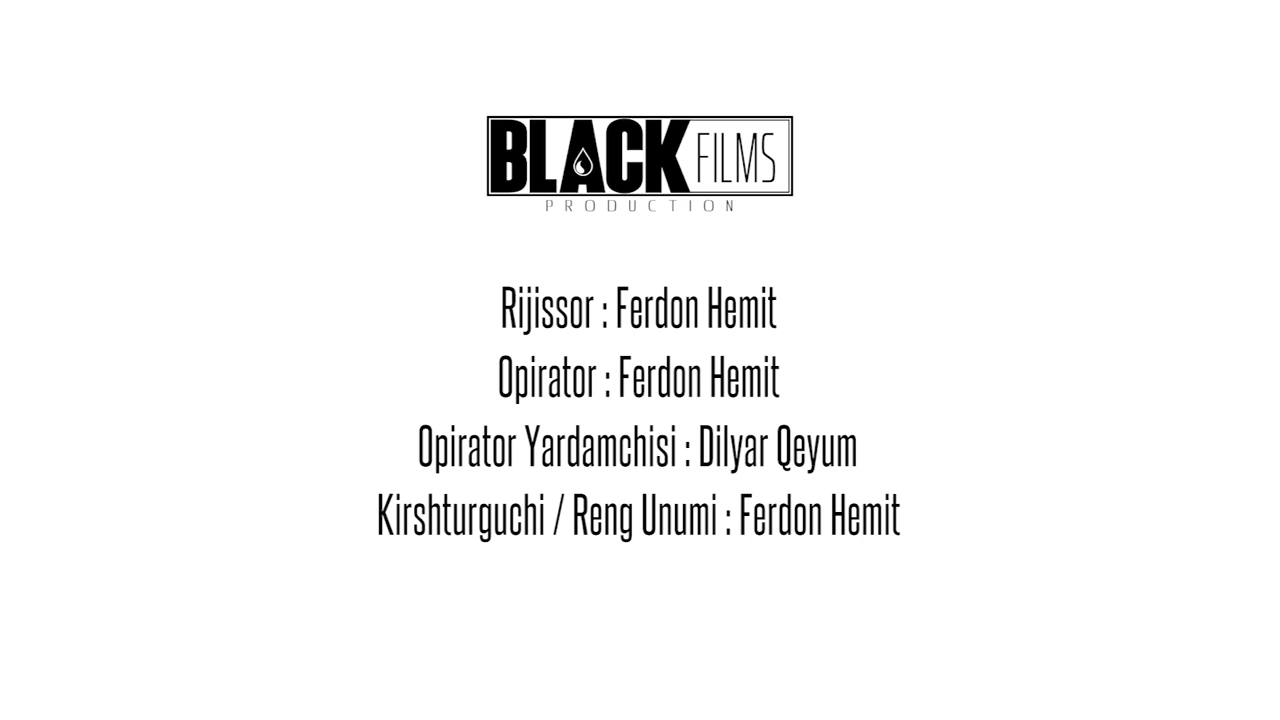 BLACK FILMS
PRODUCTION
Rijissor : Ferdon Hemit
Opirator : Ferdon Hemit
Opirator Yardamchisi : Dilyar Qeyum
Kirshturguchi / Reng Unumi : Ferdon Hemit